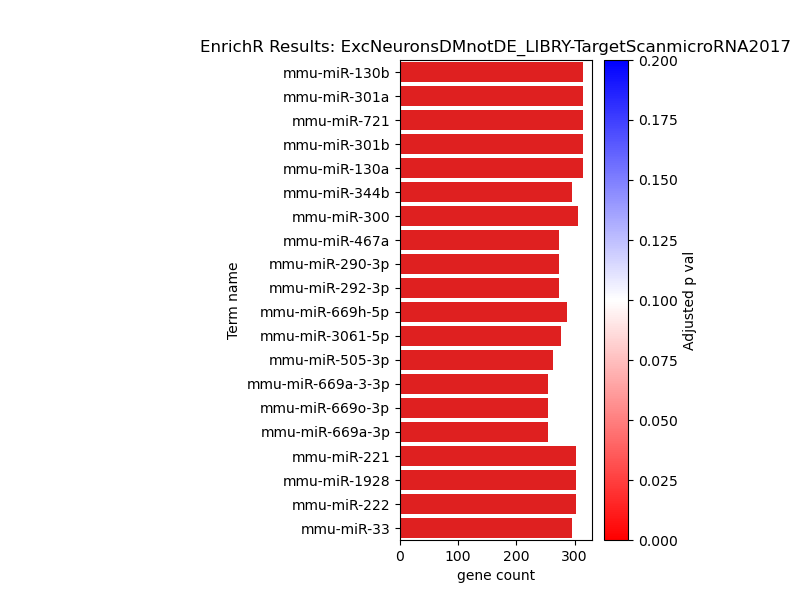 EnrichR Results: ExcNeuronsDMnotDE_LIBRY-TargetScanmicroRNA2017
mmu-miR-130b
mmu-miR-301a
mmu-miR-721
mmu-miR-301b
mmu-miR-130a
mmu-miR-344b
mmu-miR-300
mmu-miR-467a
mmu-miR-290-3p
mmu-miR-292-3p
mmu-miR-669h-5p
mmu-miR-3061-5p
mmu-miR-505-3p
mmu-miR-669a-3-3p
mmu-miR-669o-3p
mmu-miR-669a-3p
mmu-miR-221
mmu-miR-1928
mmu-miR-222
mmu-miR-33
Term name
0 100 200 300
gene count
0.200
0.175
0.150
0.125
0.100
0.075
0.050
0.025
0.000
Adjusted p val